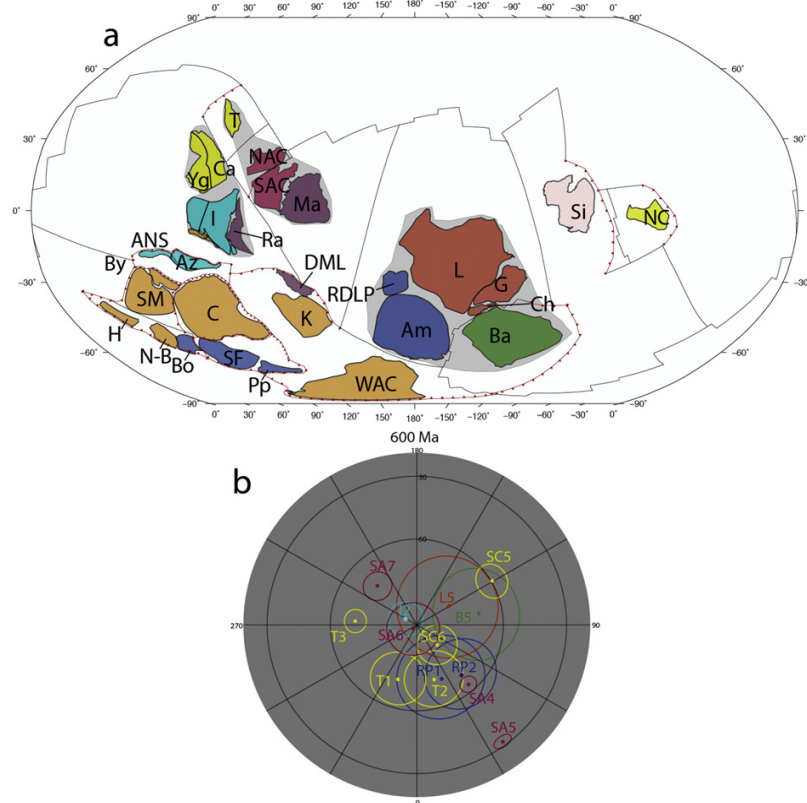 a
90° 0° 30° 60° 90° 120° 150° 180° -150° -120° -90° -60° -30° 0° 90°
60° 60°
T
30° 30°
NAC
Ca
Yg
SAC
Ma
Si
NC
0° 0°
I
Ra
ANS
By
Az
DML
L
-30° -30°
RDLP
G
SM
C
K
Ch
H
Am
Ba
N-B
Bo
SF
-60° -60°
Pp
WAC
-90° 0° 30° 60° 90° 120° 150° 180° -150° -120° -90° -60° -30° 0° -90°
600 Ma
b
180
30
60
SC5
SA7
L5
B5
270 90
T3
SA6
SC6
RP1
RP2
T1
T2
SA4
SA5
0